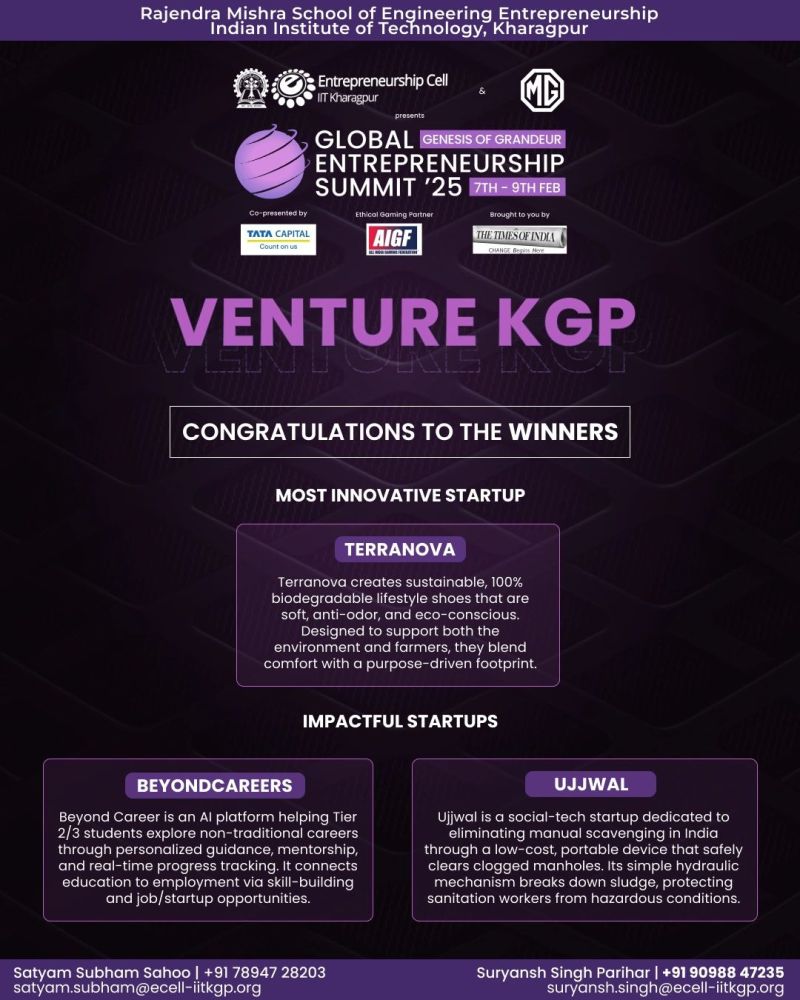 Rajendra Mishra School of Engineering Entrepreneurship
Indian Institute of Technology, Kharagpur
Entrepreneurship Cell
IIT Kharagpur
&
MG
presents
GLOBAL GENESIS OF GRANDEUR
ENTREPRENEURSHIP
SUMMIT ’25 7TH - 9TH FEB
Co-presented by
TATA CAPITAL
Count on us
Ethical Gaming Partner
AIGF
ALL INDIA GAMING FEDERATION
Brought to you by
THE TIMES OF INDIA
CHANGE Begins Here
VENTURE KGP
VENTURE KGP
CONGRATULATIONS TO THE WINNERS
MOST INNOVATIVE STARTUP
TERRANOVA
Terranova creates sustainable, 100%
biodegradable lifestyle shoes that are
soft, anti-odor, and eco-conscious.
Designed to support both the
environment and farmers, they blend
comfort with a purpose-driven footprint.
IMPACTFUL STARTUPS
BEYONDCAREERS
Beyond Career is an AI platform helping Tier
2/3 students explore non-traditional careers
through personalized guidance, mentorship,
and real-time progress tracking. It connects
education to employment via skill-building
and job/startup opportunities.
UJJWAL
Ujjwal is a social-tech startup dedicated to
eliminating manual scavenging in India
through a low-cost, portable device that safely
clears clogged manholes. Its simple hydraulic
mechanism breaks down sludge, protecting
sanitation workers from hazardous conditions.
Satyam Subham Sahoo | +91 78947 28203
satyam.subham@ecell-iitkgp.org
Suryansh Singh Parihar | +91 90988 47235
suryansh.singh@ecell-iitkgp.org